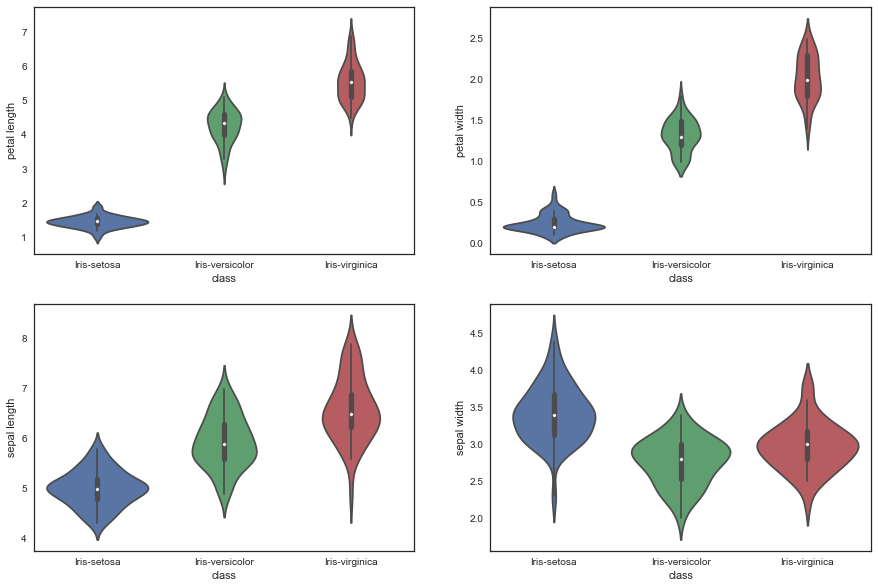 petal length
7
6
5
4
3
2
1
Iris-setosa Iris-versicolor Iris-virginica
class
petal width
2.5
2.0
1.5
1.0
0.5
0.0
Iris-setosa Iris-versicolor Iris-virginica
class
sepal length
8
7
6
5
4
Iris-setosa Iris-versicolor Iris-virginica
class
sepal width
4.5
4.0
3.5
3.0
2.5
2.0
Iris-setosa Iris-versicolor Iris-virginica
class